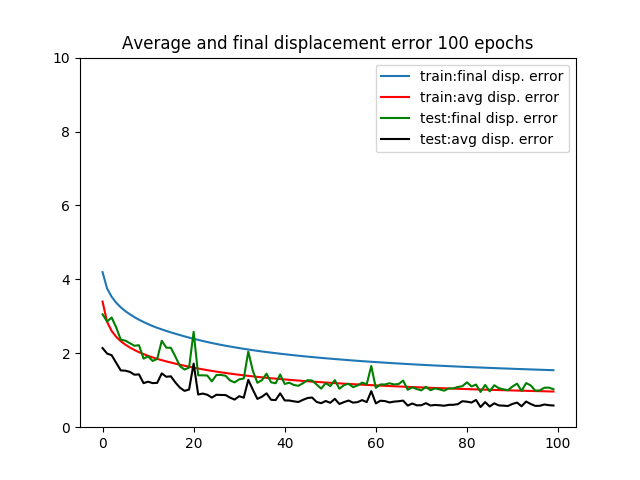 Average and final displacement error 100 epochs
10
8
6
4
2
0
train:final disp. error
train:avg disp. error
test:final disp. error
test:avg disp. error
0 20 40 60 80 100